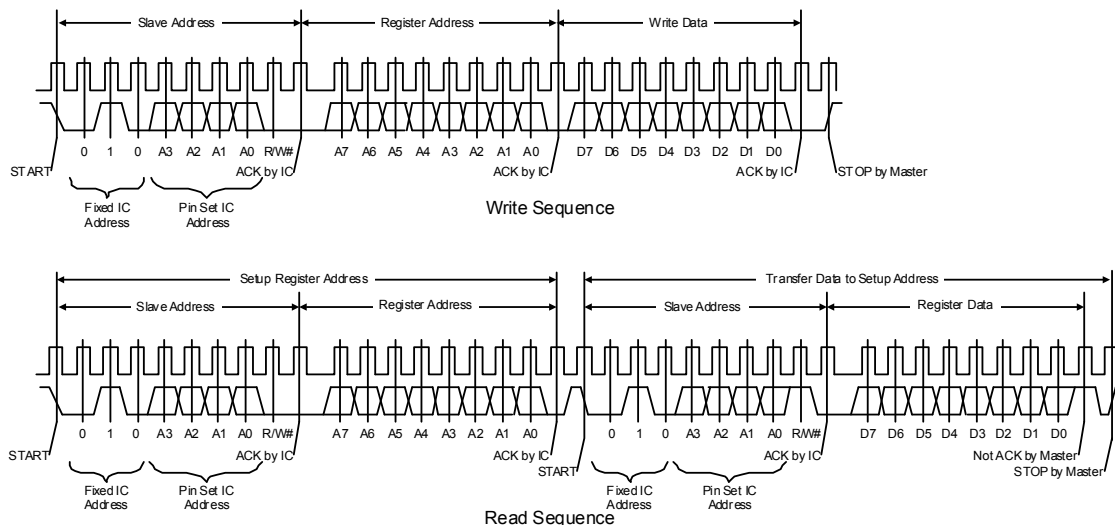 Slave Address Register Address Write Data
0 1 0 A3 A2 A1 A0 R/W# A7 A6 A5 A4 A3 A2 A1 A0 D7 D6 D5 D4 D3 D2 D1 D0
START ACK by IC ACK by IC ACK by IC STOP by Master
Fixed IC Pin Set IC
Address Address
Write Sequence
Setup Register Address Transfer Data to Setup Address
Slave Address Register Address Slave Address Register Data
0 1 0 A3 A2 A1 A0 R/W# A7 A6 A5 A4 A3 A2 A1 A0 0 1 0 A3 A2 A1 A0 R/W# D7 D6 D5 D4 D3 D2 D1 D0
START ACK by IC ACK by IC ACK by IC Not ACK by Master
START STOP by Master
Fixed IC Pin Set IC Fixed IC Pin Set IC
Address Address Address Address
Read Sequence